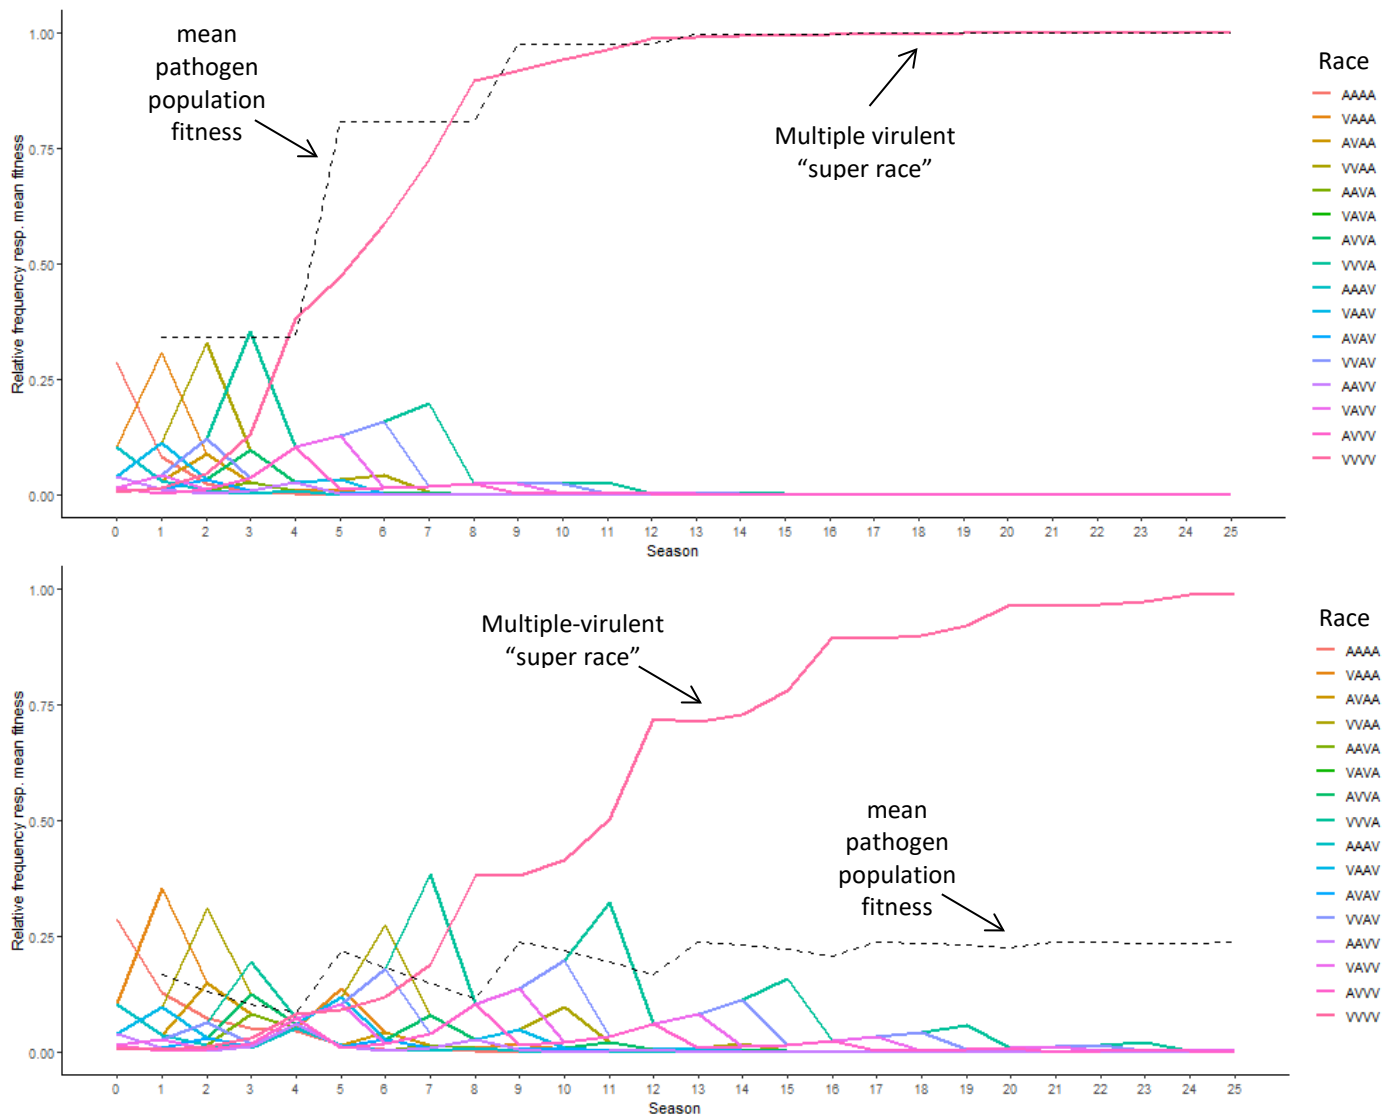 mean
pathogen
population
fitness
Multiple virulent
“super race”
Relative frequency resp. mean fitness
1.00
0.75
0.50
0.25
0.00
0 1 2 3 4 5 6 7 8 9 10 11 12 13 14 15 16 17 18 19 20 21 22 23 24 25
Season
Race
AAAA
VAAA
AVAA
VVAA
AAVA
VAVA
AVVA
VVVA
AAAV
VAAV
AVAV
VVAV
AAVV
VAVV
AVVV
VVVV
Multiple-virulent
“super race”
mean
pathogen
population
fitness
Relative frequency resp. mean fitness
1.00
0.75
0.50
0.25
0.00
0 1 2 3 4 5 6 7 8 9 10 11 12 13 14 15 16 17 18 19 20 21 22 23 24 25
Season
Race
AAAA
VAAA
AVAA
VVAA
AAVA
VAVA
AVVA
VVVA
AAAV
VAAV
AVAV
VVAV
AAVV
VAVV
AVVV
VVVV